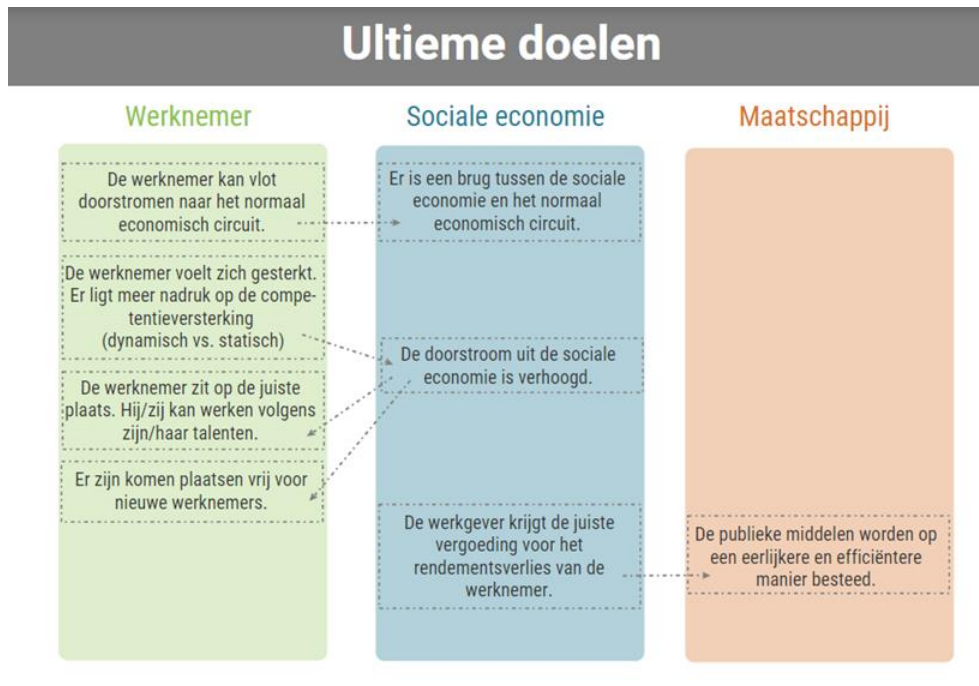 Ultieme doelen
Werknemer
De werknemer kan vlot
doorstromen naar het normaal
economisch circuit.
De werknemer voelt zich gesterkt.
Er ligt meer nadruk op de compe-
tentieversterking
(dynamisch vs. statisch)
De werknemer zit op de juiste
plaats. Hij/zij kan werken volgens
zijn/haar talenten.
Er zijn komen plaatsen vrij voor
nieuwe werknemers.
Sociale economie
Er is een brug tussen de sociale
economie en het normaal
economisch circuit.
De doorstroom uit de sociale
economie is verhoogd.
De werkgever krijgt de juiste
vergoeding voor het
rendementsverlies van de
werknemer.
Maatschappij
De publieke middelen worden op
een eerlijkere en efficiëntere
manier besteed.